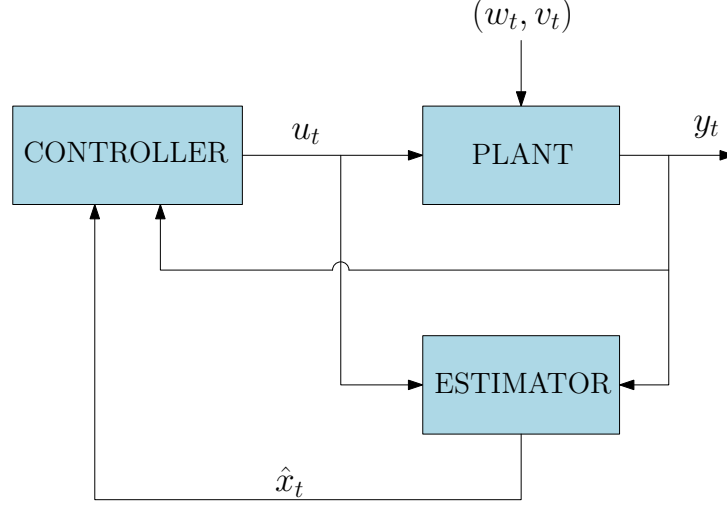 (w_t, v_t)
u_t
y_t
CONTROLLER
PLANT
ESTIMATOR
x̂_t